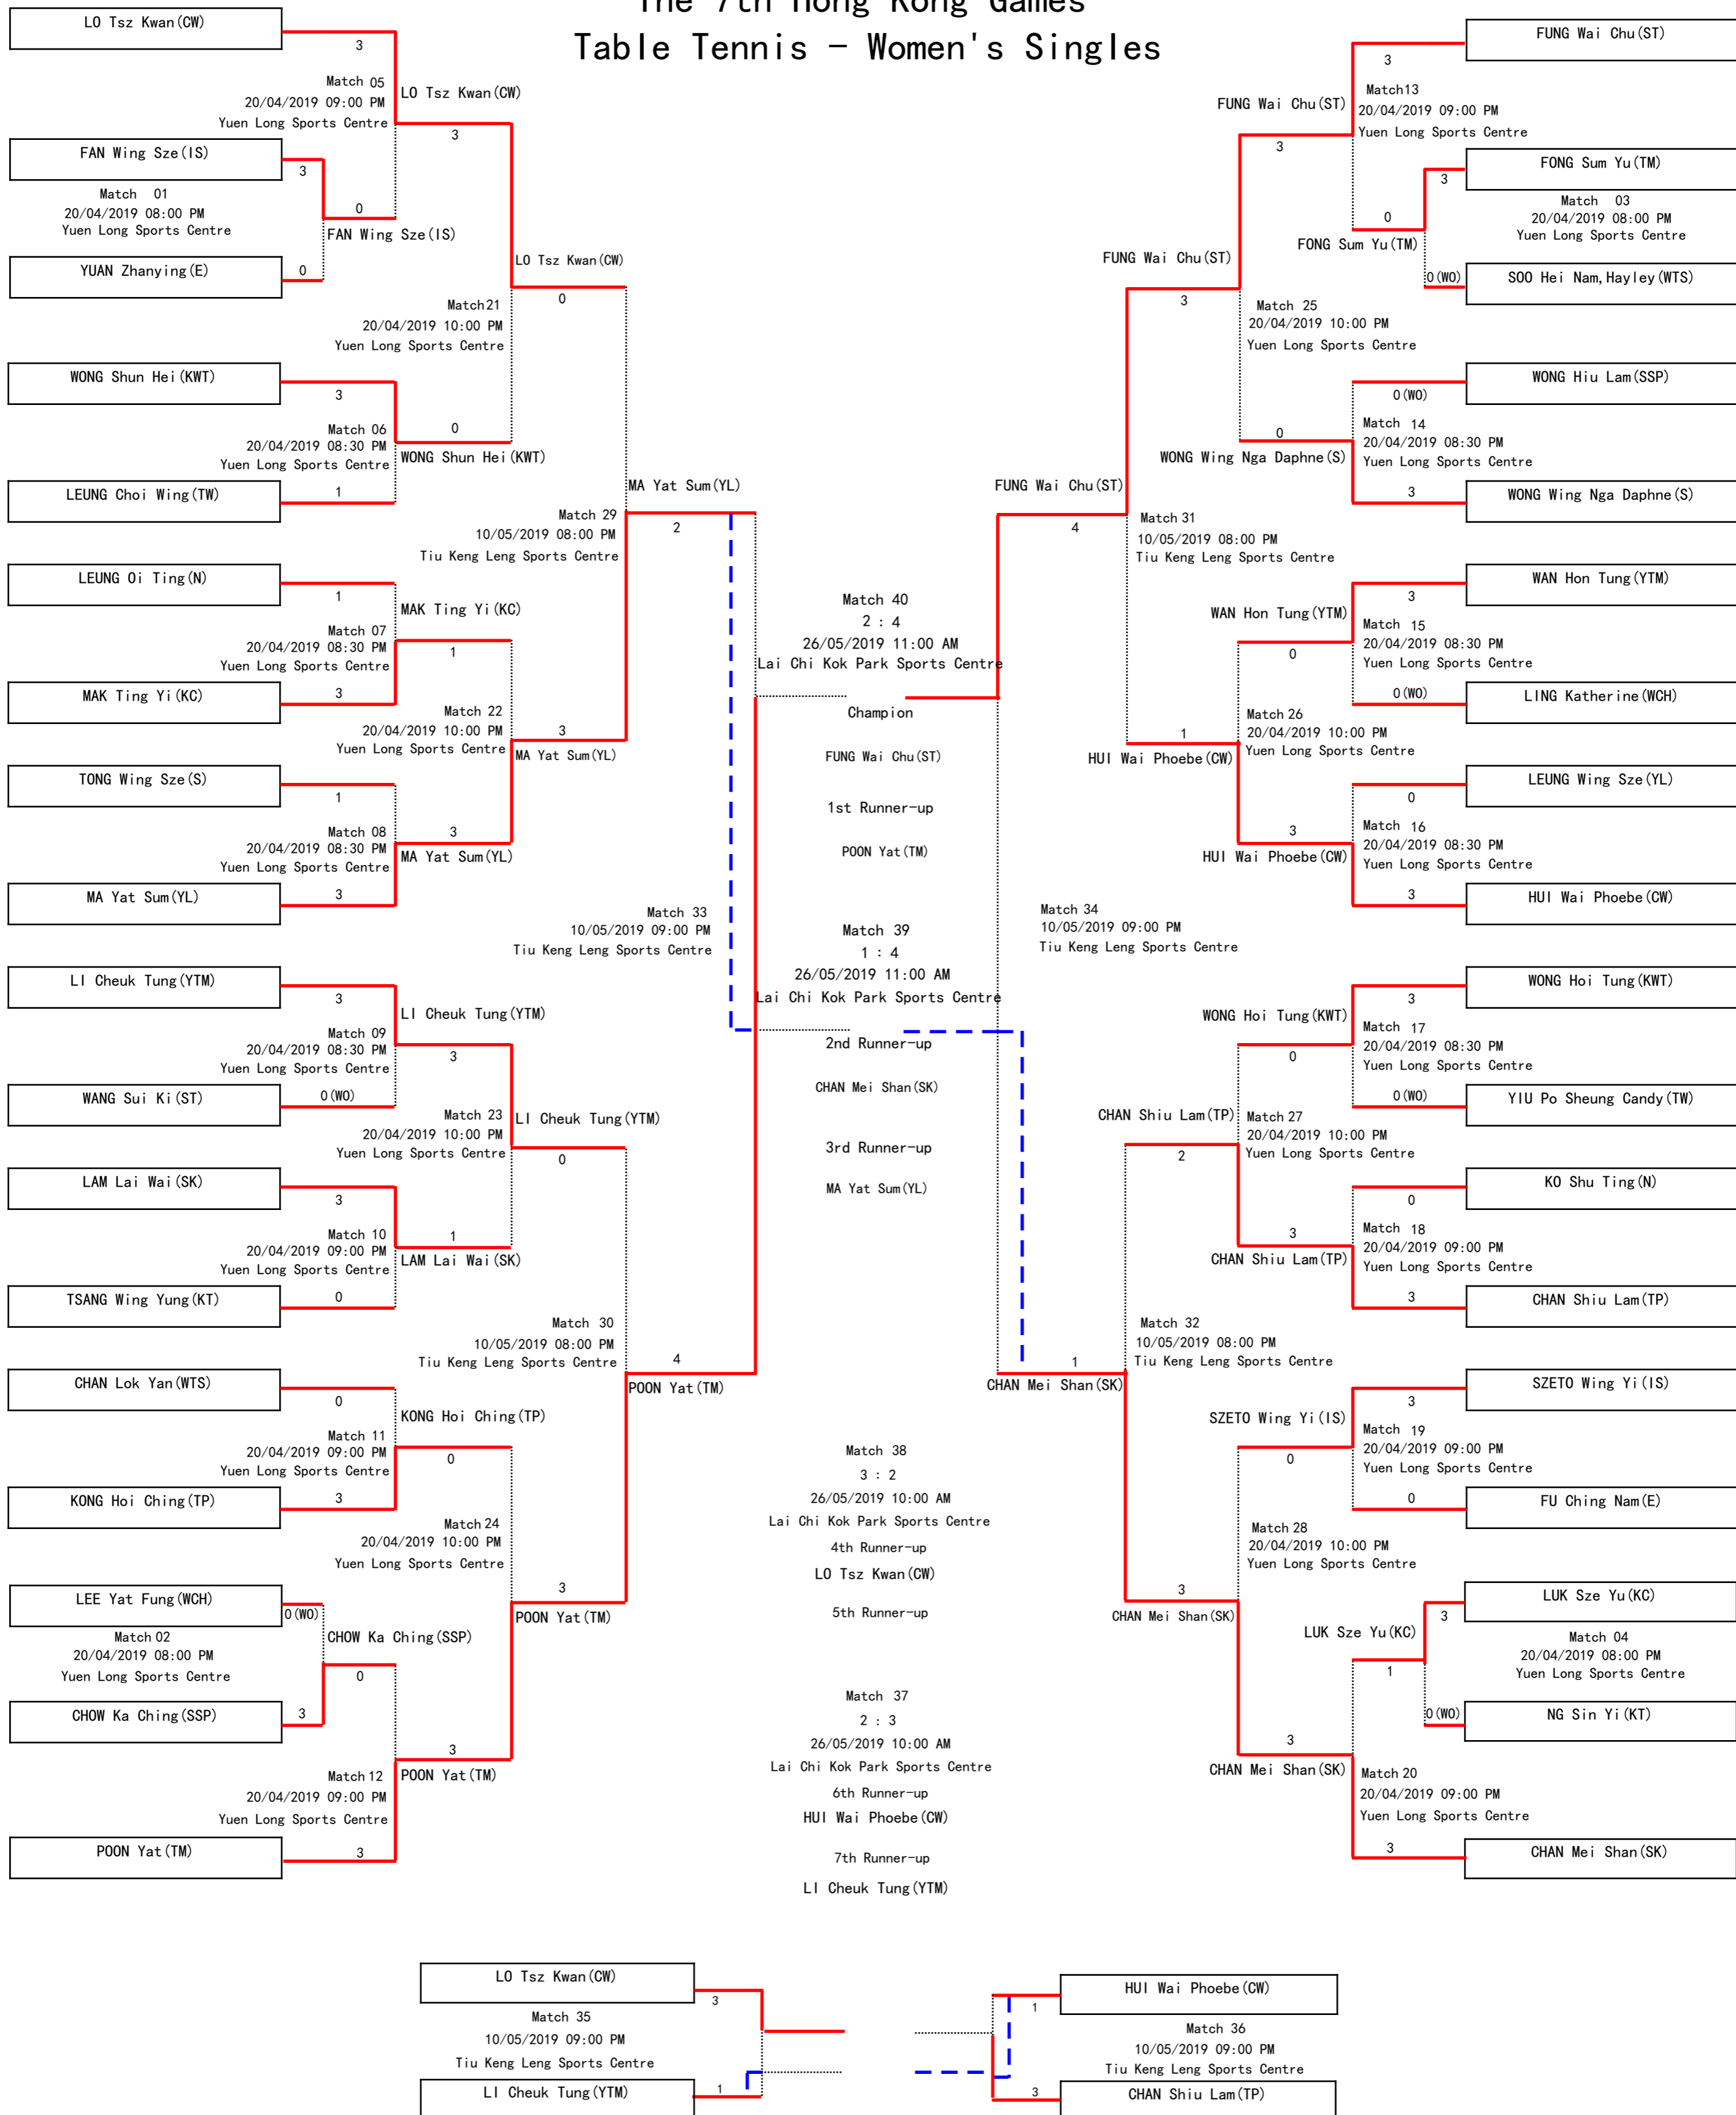 The 7th Hong Kong Games
Table Tennis – Women's Singles
LO Tsz Kwan(CW)
3
Match 05
20/04/2019 09:00 PM
Yuen Long Sports Centre
LO Tsz Kwan(CW)
3
FAN Wing Sze(IS)
3
Match 01
20/04/2019 08:00 PM
Yuen Long Sports Centre
0
FAN Wing Sze(IS)
YUAN Zhanying(E)
0
LO Tsz Kwan(CW)
0
Match21
20/04/2019 10:00 PM
Yuen Long Sports Centre
WONG Shun Hei(KWT)
3
Match 06
20/04/2019 08:30 PM
Yuen Long Sports Centre
0
WONG Shun Hei(KWT)
LEUNG Choi Wing(TW)
1
MA Yat Sum(YL)
2
Match 29
10/05/2019 08:00 PM
Tiu Keng Leng Sports Centre
LEUNG Oi Ting(N)
1
MAK Ting Yi(KC)
Match 07
20/04/2019 08:30 PM
Yuen Long Sports Centre
1
MAK Ting Yi(KC)
3
Match 22
20/04/2019 10:00 PM
Yuen Long Sports Centre
3
MA Yat Sum(YL)
TONG Wing Sze(S)
1
Match 08
20/04/2019 08:30 PM
Yuen Long Sports Centre
3
MA Yat Sum(YL)
MA Yat Sum(YL)
3
Match 33
10/05/2019 09:00 PM
Tiu Keng Leng Sports Centre
LI Cheuk Tung(YTM)
3
LI Cheuk Tung(YTM)
Match 09
20/04/2019 08:30 PM
Yuen Long Sports Centre
3
WANG Sui Ki(ST)
0(WO)
Match 23
20/04/2019 10:00 PM
Yuen Long Sports Centre
LI Cheuk Tung(YTM)
0
LAM Lai Wai(SK)
3
Match 10
20/04/2019 09:00 PM
Yuen Long Sports Centre
1
LAM Lai Wai(SK)
TSANG Wing Yung(KT)
0
Match 30
10/05/2019 08:00 PM
Tiu Keng Leng Sports Centre
4
POON Yat(TM)
CHAN Lok Yan(WTS)
0
KONG Hoi Ching(TP)
Match 11
20/04/2019 09:00 PM
Yuen Long Sports Centre
0
KONG Hoi Ching(TP)
3
Match 24
20/04/2019 10:00 PM
Yuen Long Sports Centre
3
POON Yat(TM)
LEE Yat Fung(WCH)
0(WO)
Match 02
20/04/2019 08:00 PM
Yuen Long Sports Centre
CHOW Ka Ching(SSP)
0
CHOW Ka Ching(SSP)
3
3
POON Yat(TM)
Match 12
20/04/2019 09:00 PM
Yuen Long Sports Centre
POON Yat(TM)
3
Match 40
2 : 4
26/05/2019 11:00 AM
Lai Chi Kok Park Sports Centre
Champion
FUNG Wai Chu(ST)
1st Runner-up
POON Yat(TM)
Match 39
1 : 4
26/05/2019 11:00 AM
Lai Chi Kok Park Sports Centre
2nd Runner-up
CHAN Mei Shan(SK)
3rd Runner-up
MA Yat Sum(YL)
Match 38
3 : 2
26/05/2019 10:00 AM
Lai Chi Kok Park Sports Centre
4th Runner-up
LO Tsz Kwan(CW)
5th Runner-up
Match 37
2 : 3
26/05/2019 10:00 AM
Lai Chi Kok Park Sports Centre
6th Runner-up
HUI Wai Phoebe(CW)
7th Runner-up
LI Cheuk Tung(YTM)
FUNG Wai Chu(ST)
3
FUNG Wai Chu(ST)
Match13
20/04/2019 09:00 PM
Yuen Long Sports Centre
3
FONG Sum Yu(TM)
3
Match 03
20/04/2019 08:00 PM
Yuen Long Sports Centre
0
FONG Sum Yu(TM)
SOO Hei Nam,Hayley(WTS)
0(WO)
FUNG Wai Chu(ST)
3
Match 25
20/04/2019 10:00 PM
Yuen Long Sports Centre
WONG Hiu Lam(SSP)
0(WO)
Match 14
20/04/2019 08:30 PM
Yuen Long Sports Centre
0
WONG Wing Nga Daphne(S)
WONG Wing Nga Daphne(S)
3
FUNG Wai Chu(ST)
4
Match 31
10/05/2019 08:00 PM
Tiu Keng Leng Sports Centre
WAN Hon Tung(YTM)
3
WAN Hon Tung(YTM)
Match 15
20/04/2019 08:30 PM
Yuen Long Sports Centre
0
LING Katherine(WCH)
0(WO)
Match 26
20/04/2019 10:00 PM
Yuen Long Sports Centre
1
HUI Wai Phoebe(CW)
LEUNG Wing Sze(YL)
0
Match 16
20/04/2019 08:30 PM
Yuen Long Sports Centre
3
HUI Wai Phoebe(CW)
HUI Wai Phoebe(CW)
3
Match 34
10/05/2019 09:00 PM
Tiu Keng Leng Sports Centre
WONG Hoi Tung(KWT)
3
WONG Hoi Tung(KWT)
Match 17
20/04/2019 08:30 PM
Yuen Long Sports Centre
0
YIU Po Sheung Candy(TW)
0(WO)
CHAN Shiu Lam(TP)
Match 27
20/04/2019 10:00 PM
Yuen Long Sports Centre
2
KO Shu Ting(N)
0
Match 18
20/04/2019 09:00 PM
Yuen Long Sports Centre
3
CHAN Shiu Lam(TP)
CHAN Shiu Lam(TP)
3
Match 32
10/05/2019 08:00 PM
Tiu Keng Leng Sports Centre
1
CHAN Mei Shan(SK)
SZETO Wing Yi(IS)
3
SZETO Wing Yi(IS)
Match 19
20/04/2019 09:00 PM
Yuen Long Sports Centre
0
FU Ching Nam(E)
0
Match 28
20/04/2019 10:00 PM
Yuen Long Sports Centre
3
CHAN Mei Shan(SK)
LUK Sze Yu(KC)
3
LUK Sze Yu(KC)
Match 04
20/04/2019 08:00 PM
Yuen Long Sports Centre
1
NG Sin Yi(KT)
0(WO)
3
CHAN Mei Shan(SK)
Match 20
20/04/2019 09:00 PM
Yuen Long Sports Centre
CHAN Mei Shan(SK)
3
LO Tsz Kwan(CW)
3
Match 35
10/05/2019 09:00 PM
Tiu Keng Leng Sports Centre
LI Cheuk Tung(YTM)
1
HUI Wai Phoebe(CW)
1
Match 36
10/05/2019 09:00 PM
Tiu Keng Leng Sports Centre
CHAN Shiu Lam(TP)
3